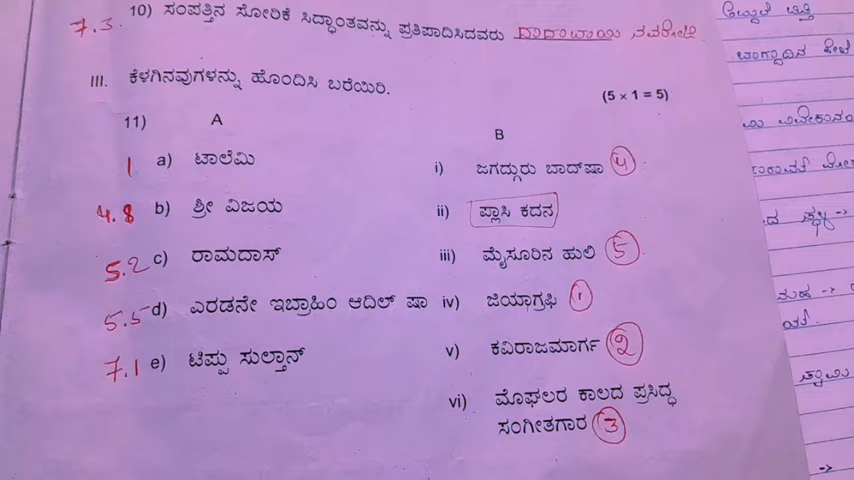 7.3 10) ಸಂಪತ್ತಿನ ಸೋರಿಕೆ ಸಿದ್ಧಾಂತವನ್ನು ಪ್ರತಿಪಾದಿಸಿದವರು ದಾದಾಬಾಯಿ ನವರೋಜಿ
III. ಕೆಳಗಿನವುಗಳನ್ನು ಹೊಂದಿಸಿ ಬರೆಯಿರಿ. (5 × 1 = 5)
11) A B
1 a) ಟಾಲೆಮಿ i) ಜಗದ್ಗುರು ಬಾದ್‌ಷಾ 4
4.8 b) ಶ್ರೀ ವಿಜಯ ii) ಪ್ಲಾಸಿ ಕದನ
5.2 c) ರಾಮದಾಸ್ iii) ಮೈಸೂರಿನ ಹುಲಿ 5
5.5 d) ಎರಡನೇ ಇಬ್ರಾಹಿಂ ಆದಿಲ್ ಷಾ iv) ಜಿಯಾಗ್ರಫಿ 1
7.1 e) ಟಿಪ್ಪು ಸುಲ್ತಾನ್ v) ಕವಿರಾಜಮಾರ್ಗ 2
vi) ಮೊಘಲರ ಕಾಲದ ಪ್ರಸಿದ್ಧ
ಸಂಗೀತಗಾರ 3